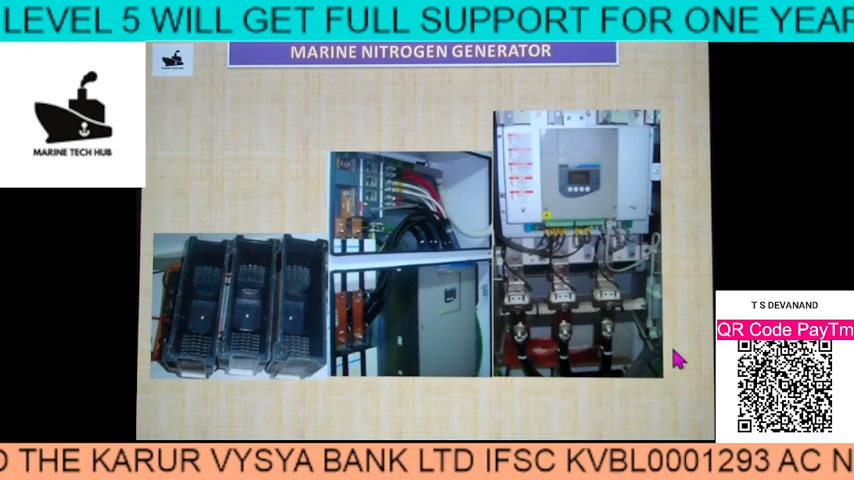 LEVEL 5 WILL GET FULL SUPPORT FOR ONE YEAR
MARINE NITROGEN GENERATOR
MARINE TECH HUB
T S DEVANAND
QR Code PayTm
THE KARUR VYSYA BANK LTD IFSC KVBL0001293 AC N